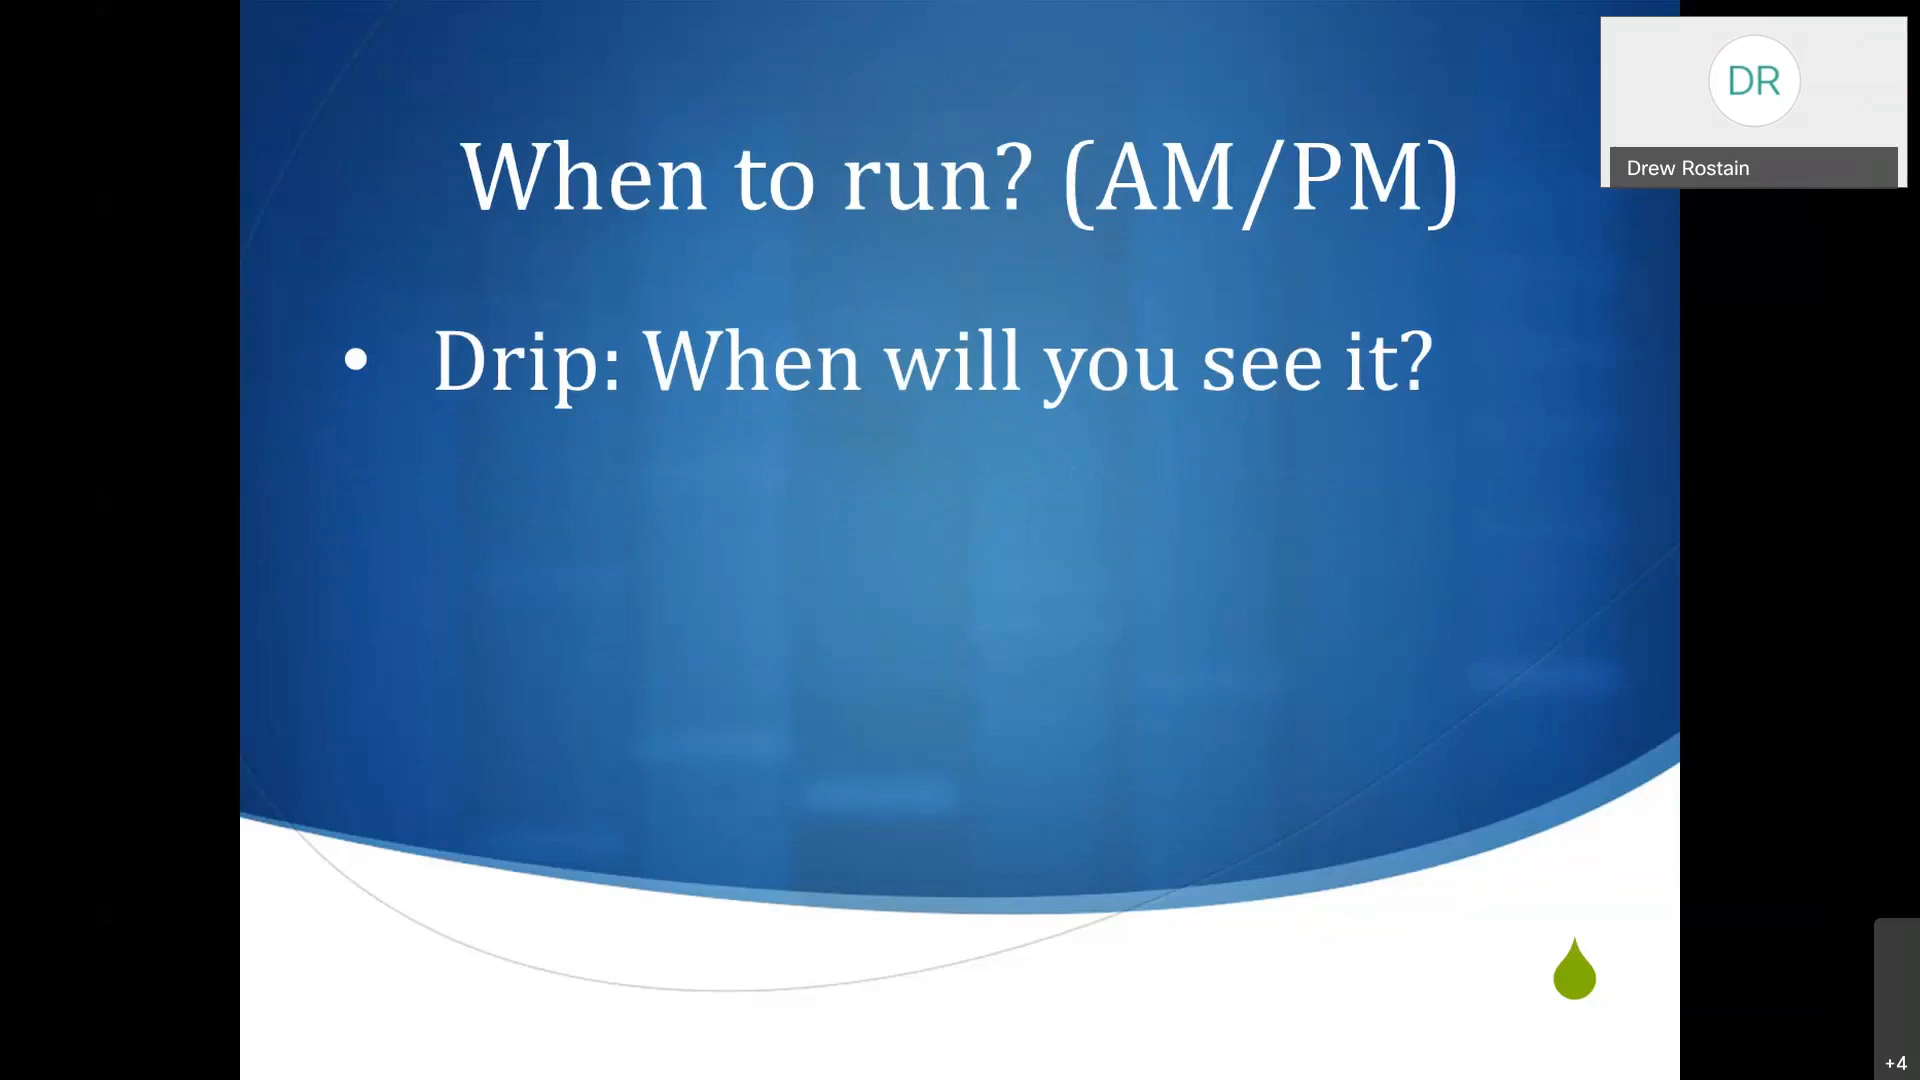 When to run? (AM/PM)
• Drip: When will you see it?
DR
Drew Rostain
+4